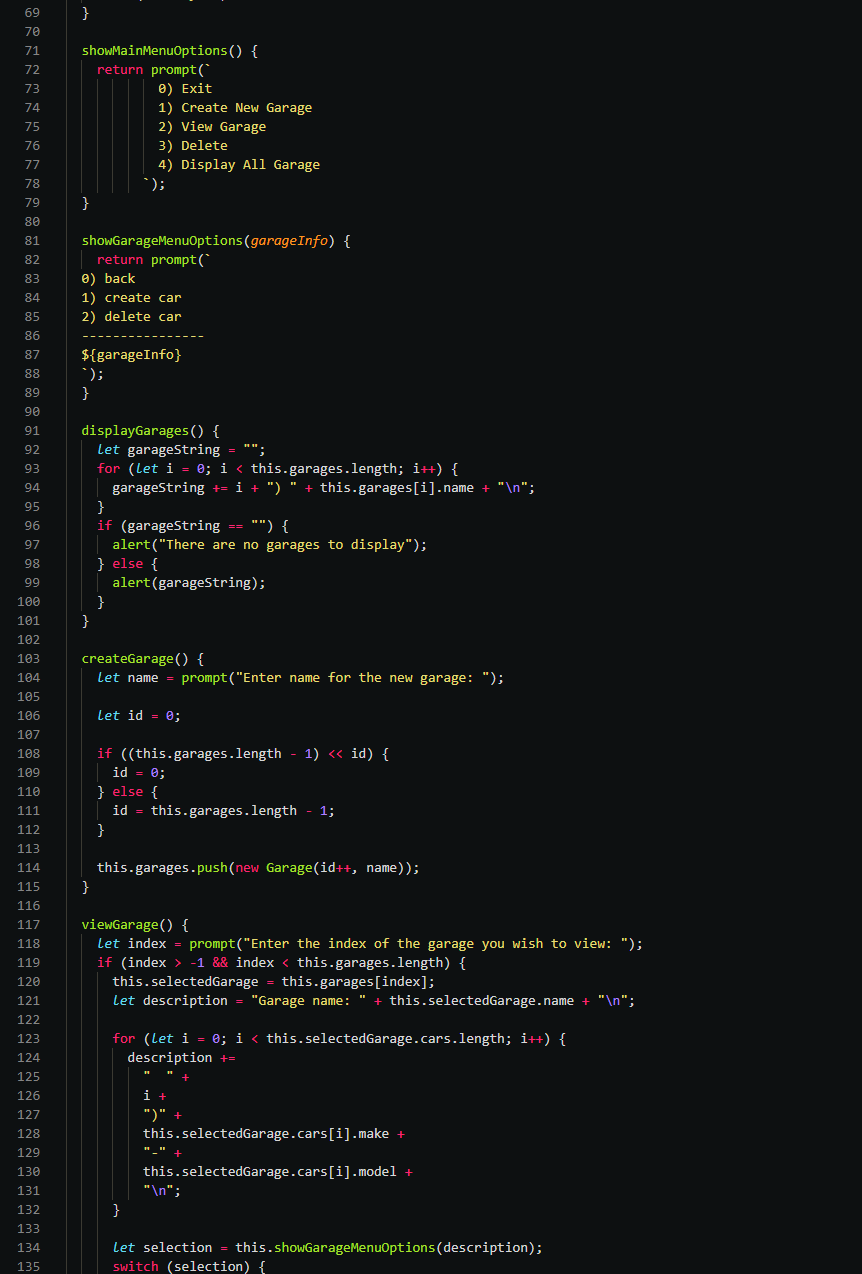 69 }
70
71 showMainMenuOptions() {
72 return prompt(`
73 0) Exit
74 1) Create New Garage
75 2) View Garage
76 3) Delete
77 4) Display All Garage
78 `);
79 }
80
81 showGarageMenuOptions(garageInfo) {
82 return prompt(`
83 0) back
84 1) create car
85 2) delete car
86 ----------------
87 ${garageInfo}
88 `);
89 }
90
91 displayGarages() {
92 let garageString = "";
93 for (let i = 0; i < this.garages.length; i++) {
94 garageString += i + ") " + this.garages[i].name + "\n";
95 }
96 if (garageString == "") {
97 alert("There are no garages to display");
98 } else {
99 alert(garageString);
100 }
101 }
102
103 createGarage() {
104 let name = prompt("Enter name for the new garage: ");
105
106 let id = 0;
107
108 if ((this.garages.length - 1) << id) {
109 id = 0;
110 } else {
111 id = this.garages.length - 1;
112 }
113
114 this.garages.push(new Garage(id++, name));
115 }
116
117 viewGarage() {
118 let index = prompt("Enter the index of the garage you wish to view: ");
119 if (index > -1 && index < this.garages.length) {
120 this.selectedGarage = this.garages[index];
121 let description = "Garage name: " + this.selectedGarage.name + "\n";
122
123 for (let i = 0; i < this.selectedGarage.cars.length; i++) {
124 description +=
125 "  " +
126 i +
127 ")" +
128 this.selectedGarage.cars[i].make +
129 "-" +
130 this.selectedGarage.cars[i].model +
131 "\n";
132 }
133
134 let selection = this.showGarageMenuOptions(description);
135 switch (selection) {